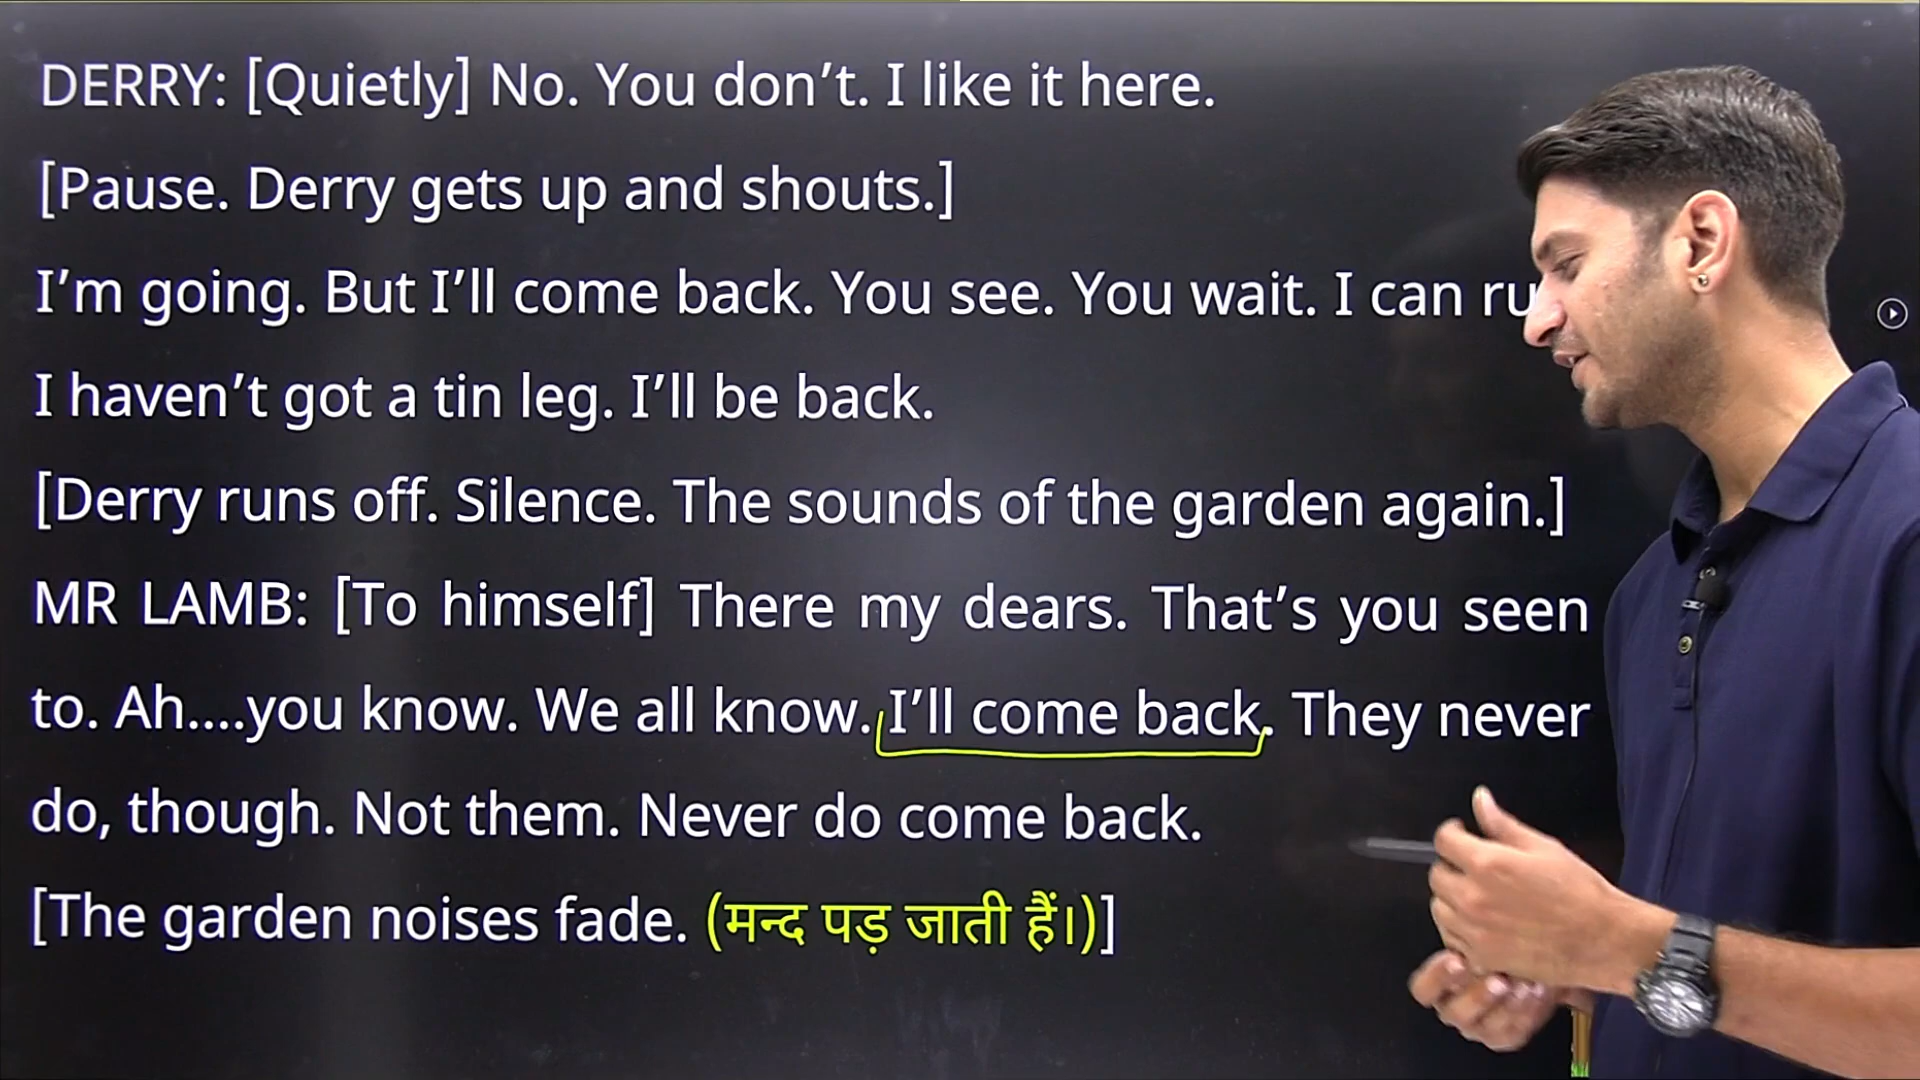 DERRY: [Quietly] No. You don’t. I like it here.
[Pause. Derry gets up and shouts.]
I’m going. But I’ll come back. You see. You wait. I can
I haven’t got a tin leg. I’ll be back.
[Derry runs off. Silence. The sounds of the garden again.]
MR LAMB: [To himself] There my dears. That’s you seen
to. Ah....you know. We all know. I’ll come back. They never
do, though. Not them. Never do come back.
[The garden noises fade. (मन्द पड़ जाती हैं।)]